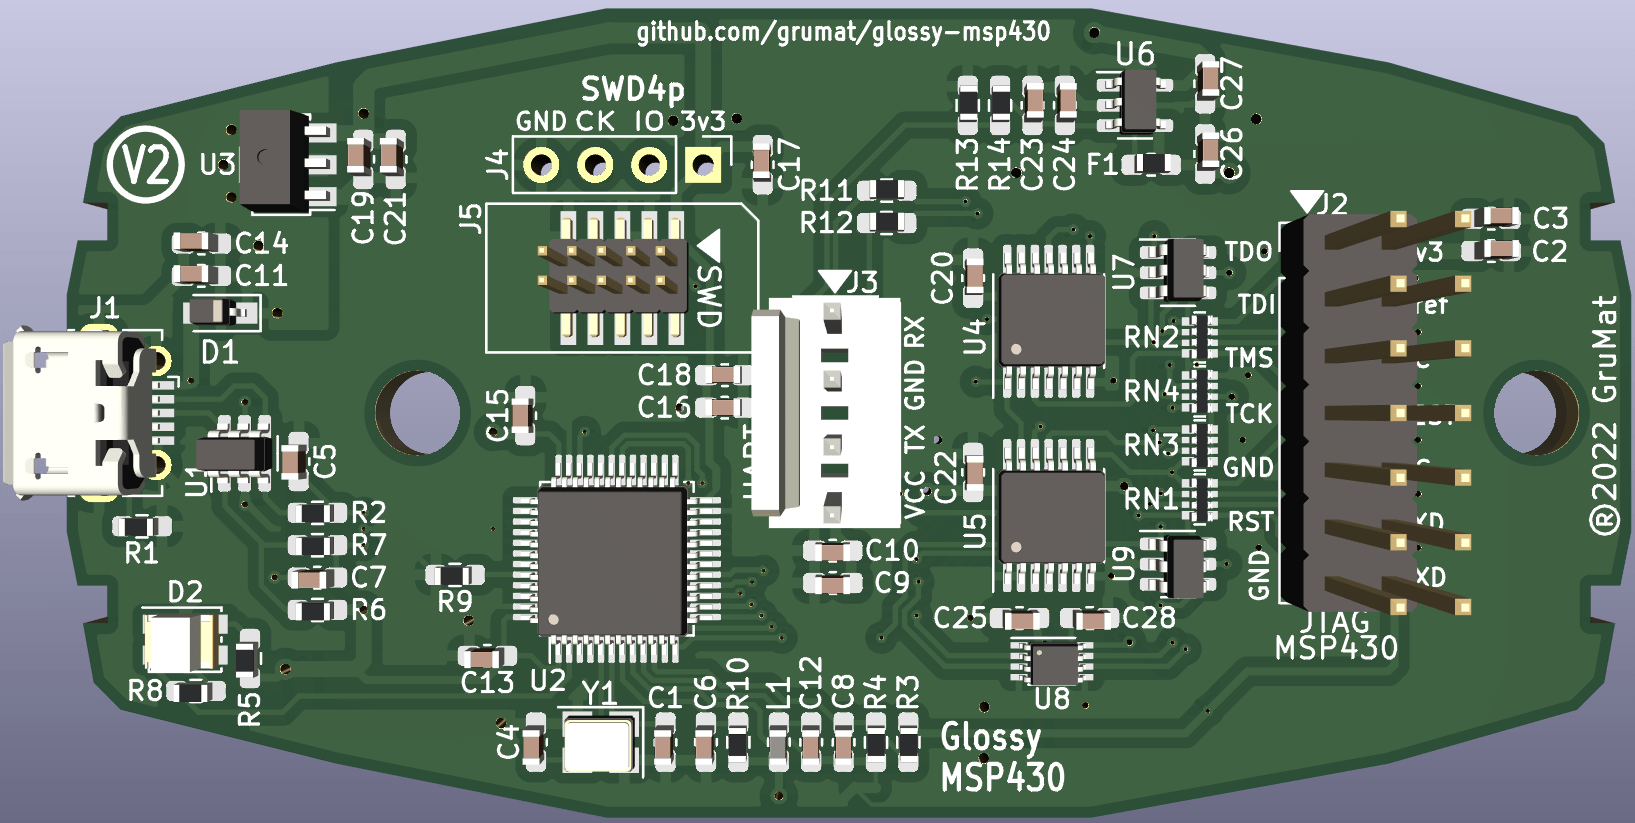 github.com/grumat/glossy-msp430
U6
C27
SWD4p
GND CK IO 3v3
V2
U3
J4
C19
C21
C17
R13
R14
C23
C24
F1
C26
R11
R12
J5
SWD
J2
C3
C2
C14
C11
J1
D1
J3
C20
U4
U7
TDO
v3
TDI
ref
RN2
TMS
C18
C16
C15
RN4
TCK
RN3
GND
RN1
RST
GND
VCC TX GND RX
UART
C22
U5
U9
U1
C5
R2
R7
C7
R6
R1
D2
R8
R5
R9
C13
U2
Y1
C4
C1
C6
R10
L1
C12
C8
R4
R3
C10
C9
C25
C28
U8
XD
XD
JTAG
MSP430
Glossy
MSP430
®2022 GruMat